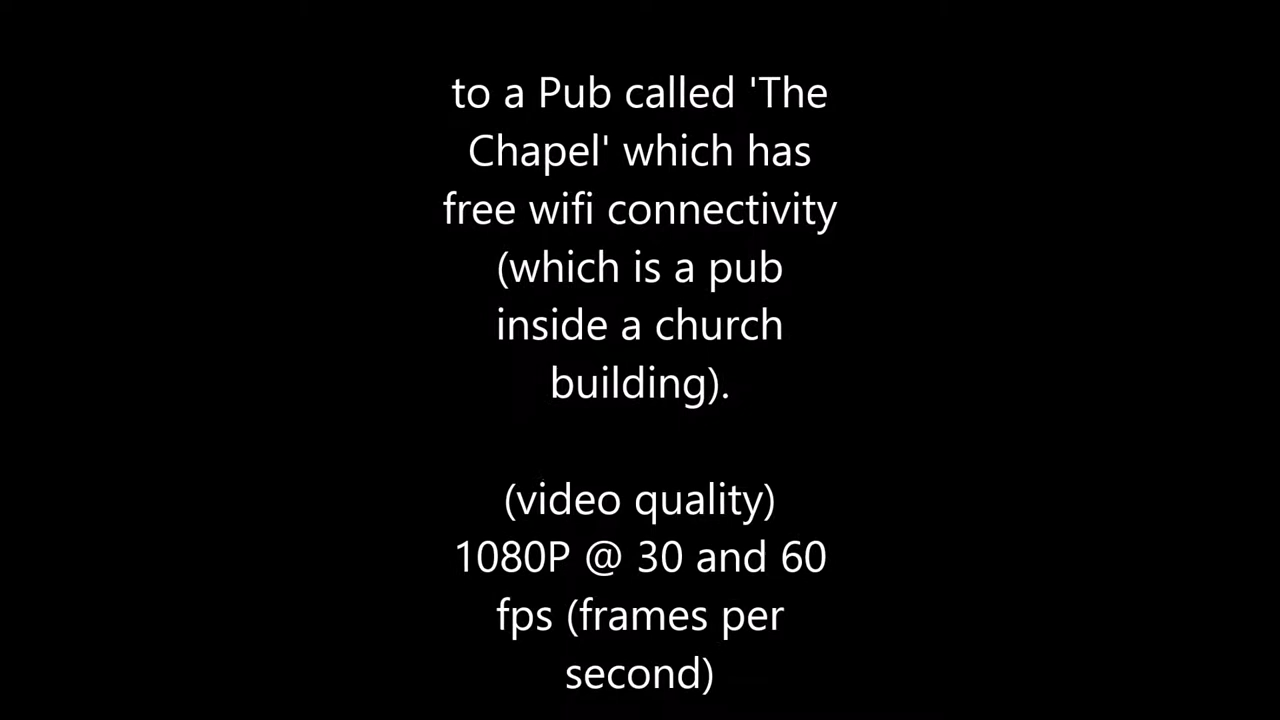 to a Pub called 'The
Chapel' which has
free wifi connectivity
(which is a pub
inside a church
building).
(video quality)
1080P @ 30 and 60
fps (frames per
second)